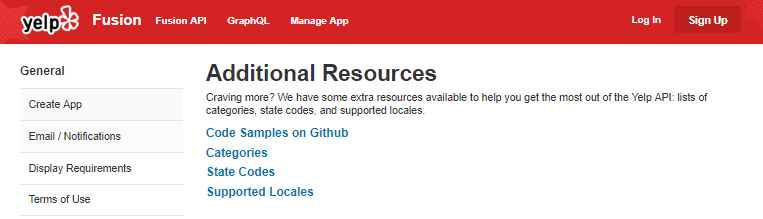 yelp Fusion Fusion API GraphQL Manage App Log In Sign Up
General
Create App
Email / Notifications
Display Requirements
Terms of Use
Additional Resources
Craving more? We have some extra resources available to help you get the most out of the Yelp API: lists of
categories, state codes, and supported locales.
Code Samples on Github
Categories
State Codes
Supported Locales